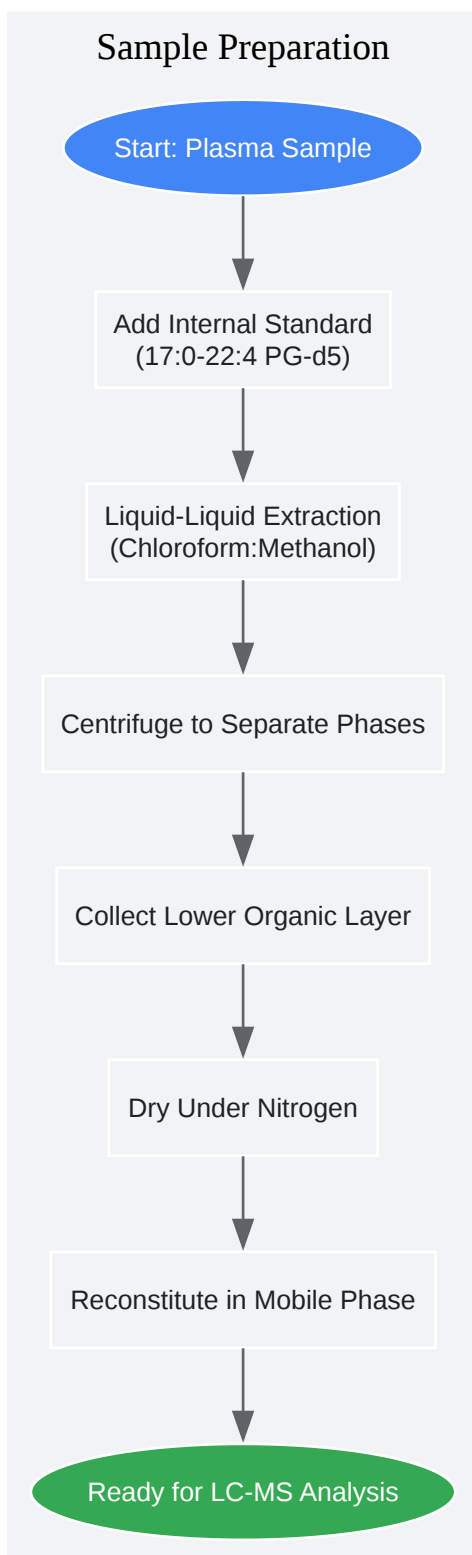 Sample Preparation
Start: Plasma Sample
Add Internal Standard
(17:0-22:4 PG-d5)
Liquid-Liquid Extraction
(Chloroform:Methanol)
Centrifuge to Separate Phases
Collect Lower Organic Layer
Dry Under Nitrogen
Reconstitute in Mobile Phase
Ready for LC-MS Analysis